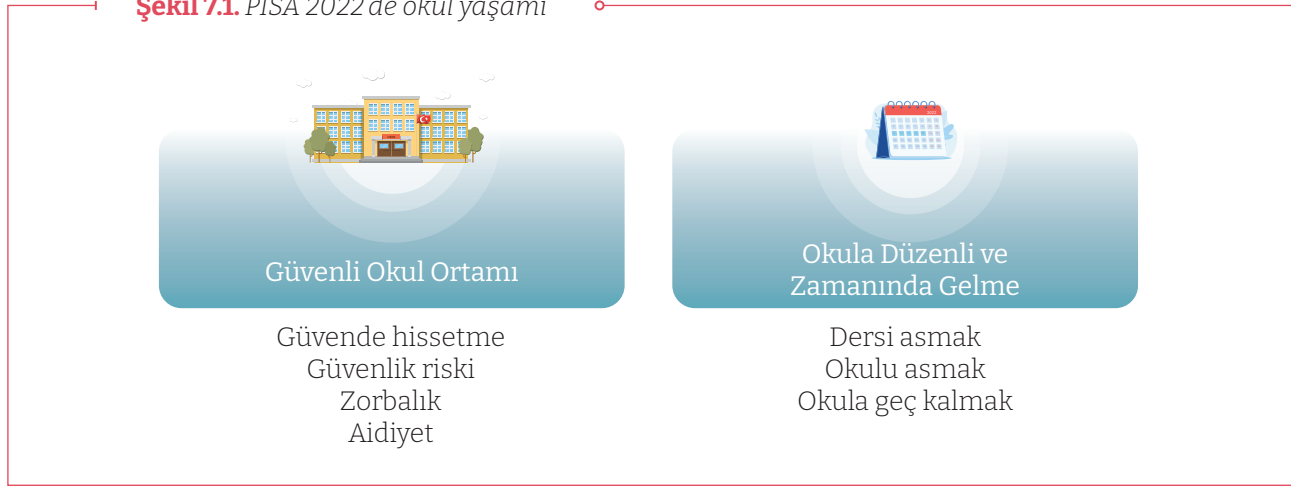 Şekil 7.1. PISA 2022'de okul yaşamı
Güvenli Okul Ortamı
Güvende hissetme
Güvenlik riski
Zorbalık
Aidiyet
Okula Düzenli ve
Zamanında Gelme
Dersi asmak
Okulu asmak
Okula geç kalmak